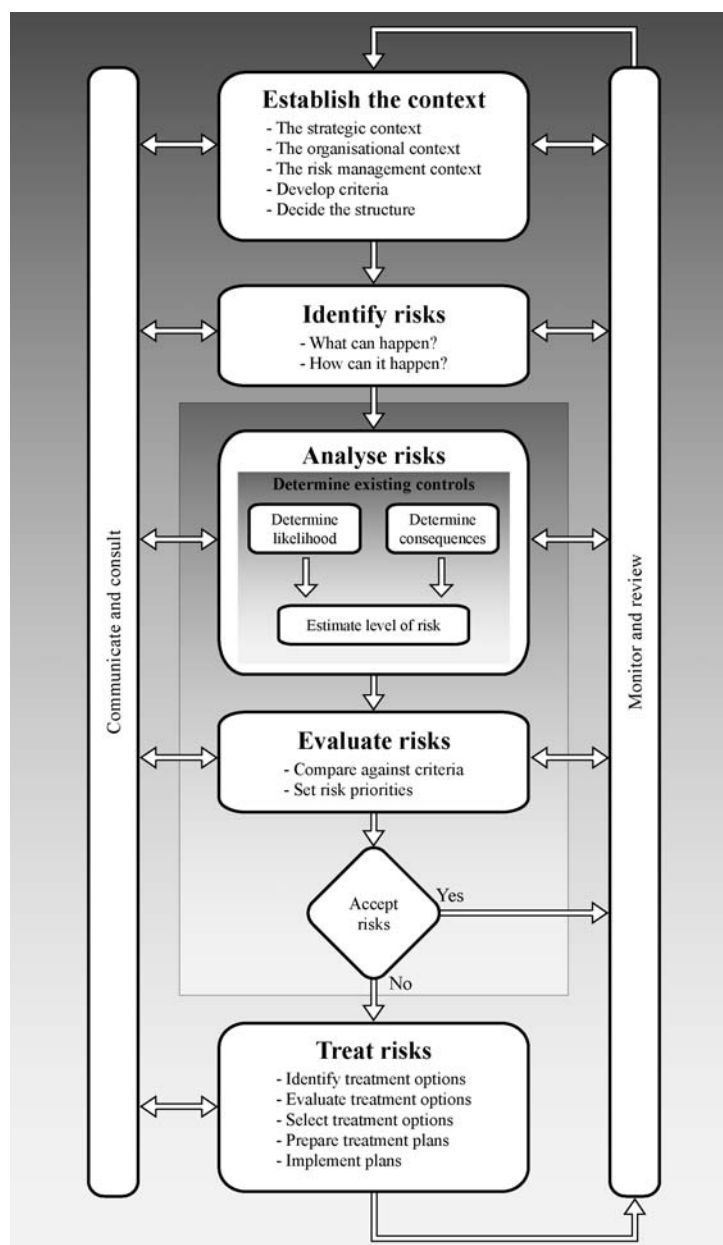 Establish the context
- The strategic context
- The organisational context
- The risk management context
- Develop criteria
- Decide the structure
Identify risks
- What can happen?
- How can it happen?
Analyse risks
Determine existing controls
Determine
likelihood
Determine
consequences
Estimate level of risk
Communicate and consult
Monitor and review
Evaluate risks
- Compare against criteria
- Set risk priorities
Accept
risks
Yes
No
Treat risks
- Identify treatment options
- Evaluate treatment options
- Select treatment options
- Prepare treatment plans
- Implement plans